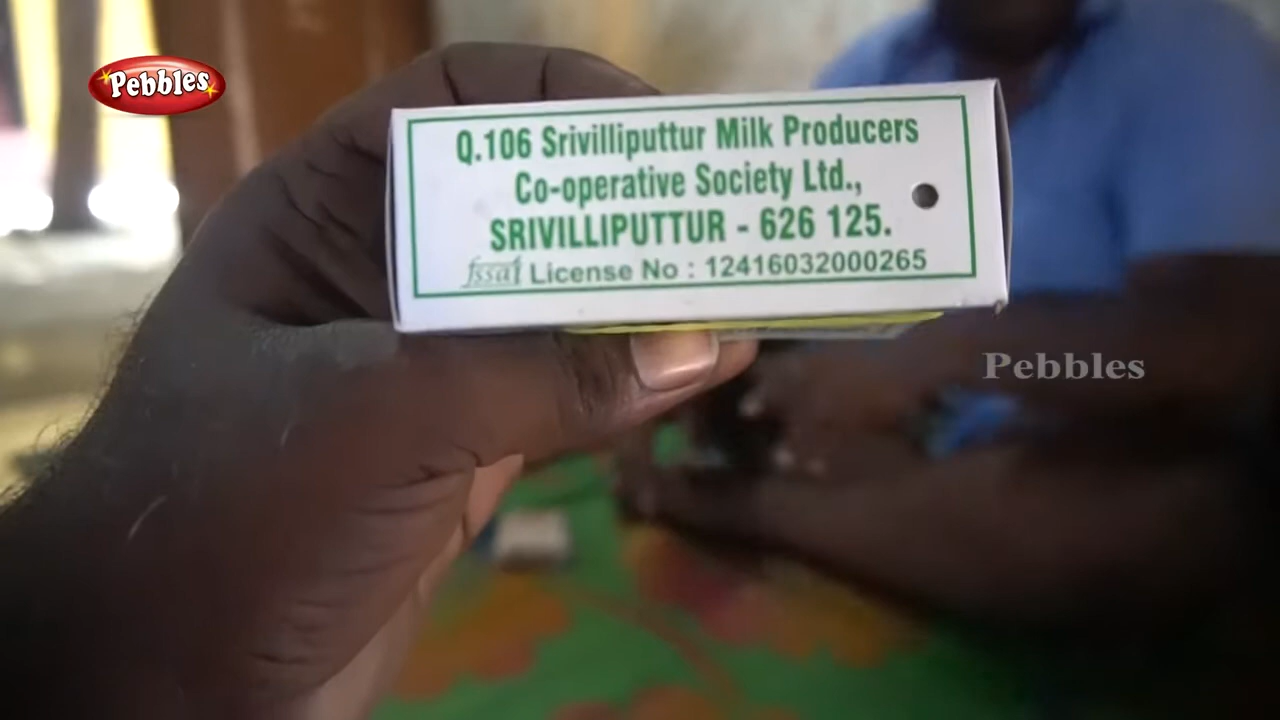 Pebbles
Q.106 Srivilliputtur Milk Producers
Co-operative Society Ltd.,
SRIVILLIPUTTUR - 626 125.
fssai License No : 12416032000265
Pebbles